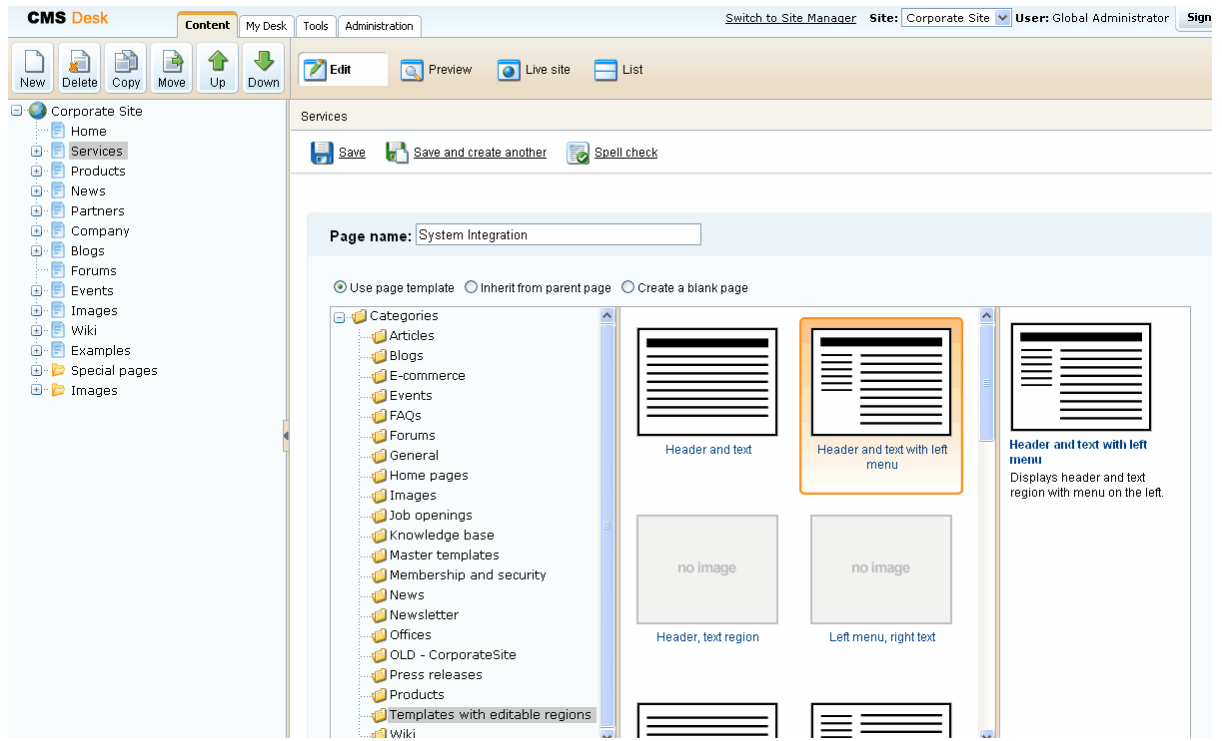 CMS Desk
Content My Desk Tools Administration
Switch to Site Manager Site: Corporate Site User: Global Administrator Sign
New Delete Copy Move Up Down
Edit Preview Live site List
Corporate Site
Home
Services
Products
News
Partners
Company
Blogs
Forums
Events
Images
Wiki
Examples
Special pages
Images
Services
Save Save and create another Spell check
Page name: System Integration
Use page template Inherit from parent page Create a blank page
Categories
Articles
Blogs
E-commerce
Events
FAQs
Forums
General
Home pages
Images
Job openings
Knowledge base
Master templates
Membership and security
News
Newsletter
Offices
OLD - CorporateSite
Press releases
Products
Templates with editable regions
Wiki
Header and text
Header and text with left
menu
no image
Header, text region
no image
Left menu, right text
Header and text with left
menu
Displays header and text
region with menu on the left.